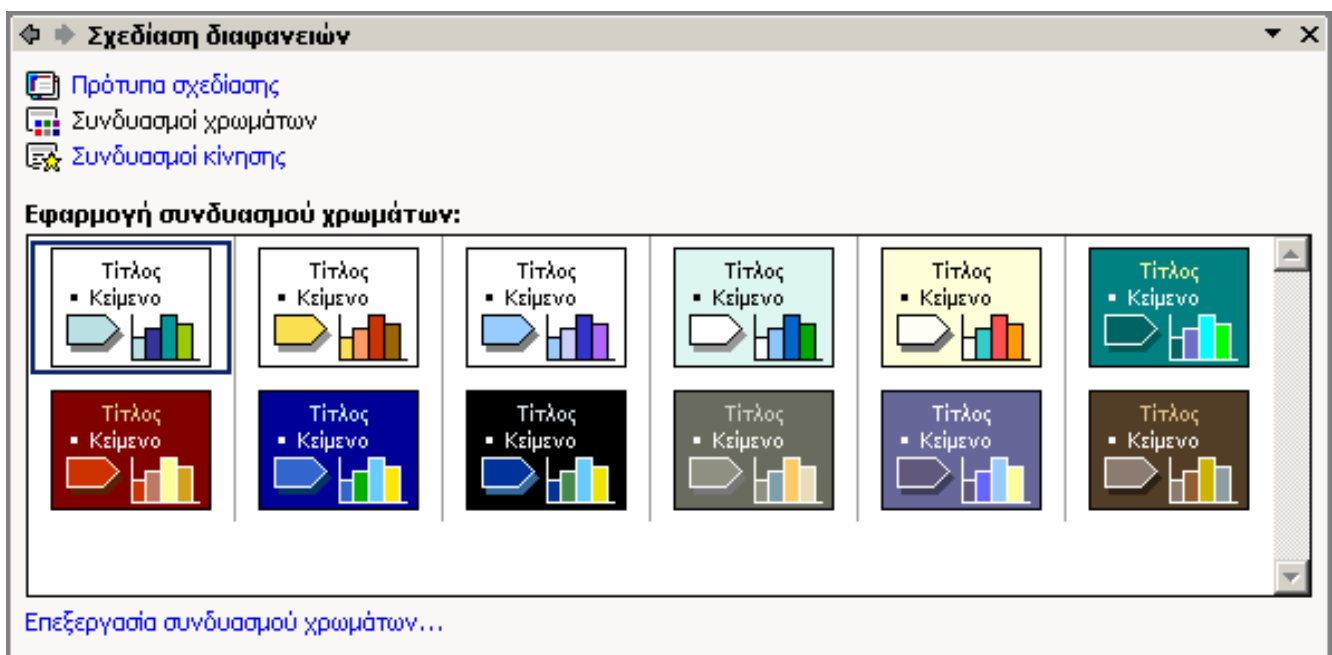 Σχεδίαση διαφανειών
Πρότυπα σχεδίασης
Συνδυασμοί χρωμάτων
Συνδυασμοί κίνησης
Εφαρμογή συνδυασμού χρωμάτων:
Τίτλος Τίτλος Τίτλος Τίτλος Τίτλος Τίτλος
▪ Κείμενο ▪ Κείμενο ▪ Κείμενο ▪ Κείμενο ▪ Κείμενο ▪ Κείμενο
Τίτλος Τίτλος Τίτλος Τίτλος Τίτλος Τίτλος
▪ Κείμενο ▪ Κείμενο ▪ Κείμενο ▪ Κείμενο ▪ Κείμενο ▪ Κείμενο
Επεξεργασία συνδυασμού χρωμάτων...